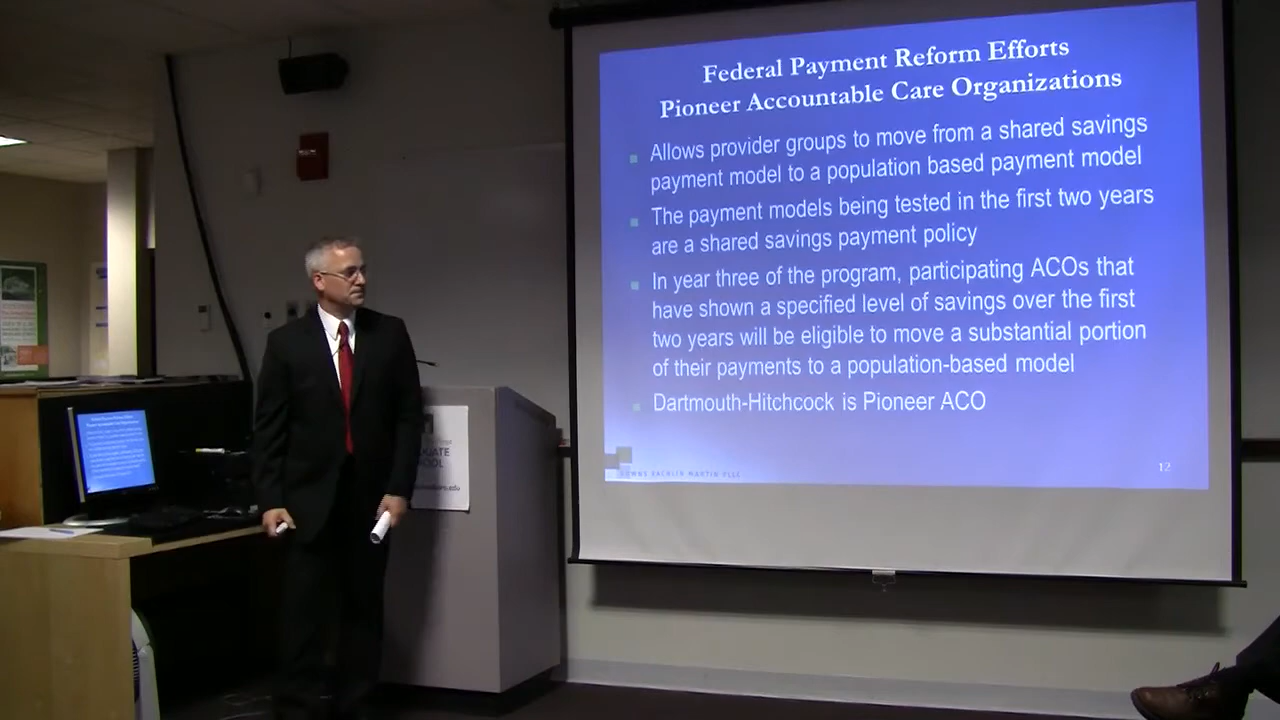 Federal Payment Reform Efforts
Pioneer Accountable Care Organizations
Allows provider groups to move from a shared savings
payment model to a population based payment model
The payment models being tested in the first two years
are a shared savings payment policy
In year three of the program, participating ACOs that
have shown a specified level of savings over the first
two years will be eligible to move a substantial portion
of their payments to a population-based model
Dartmouth-Hitchcock is Pioneer ACO
DOWNS RACHLIN MARTIN PLLC
12